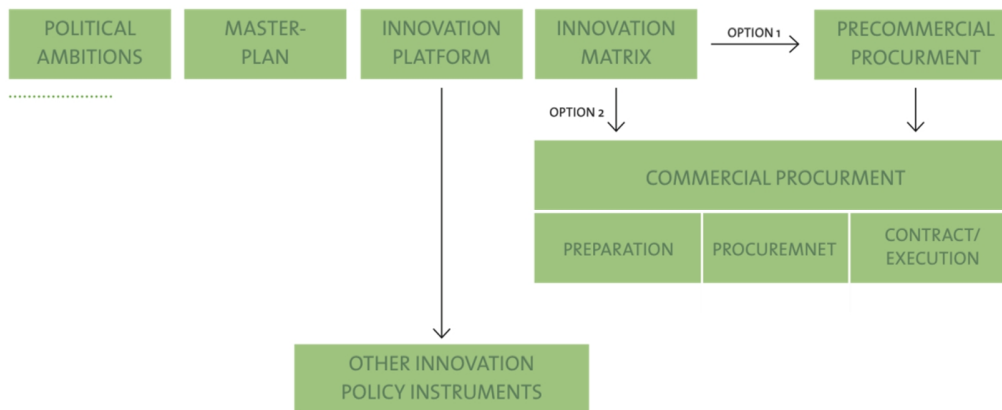 POLITICAL
AMBITIONS
MASTER-
PLAN
INNOVATION
PLATFORM
INNOVATION
MATRIX
OPTION 1
PRECOMMERCIAL
PROCURMENT
OPTION 2
COMMERCIAL PROCURMENT
PREPARATION
PROCUREMNET
CONTRACT/
EXECUTION
OTHER INNOVATION
POLICY INSTRUMENTS